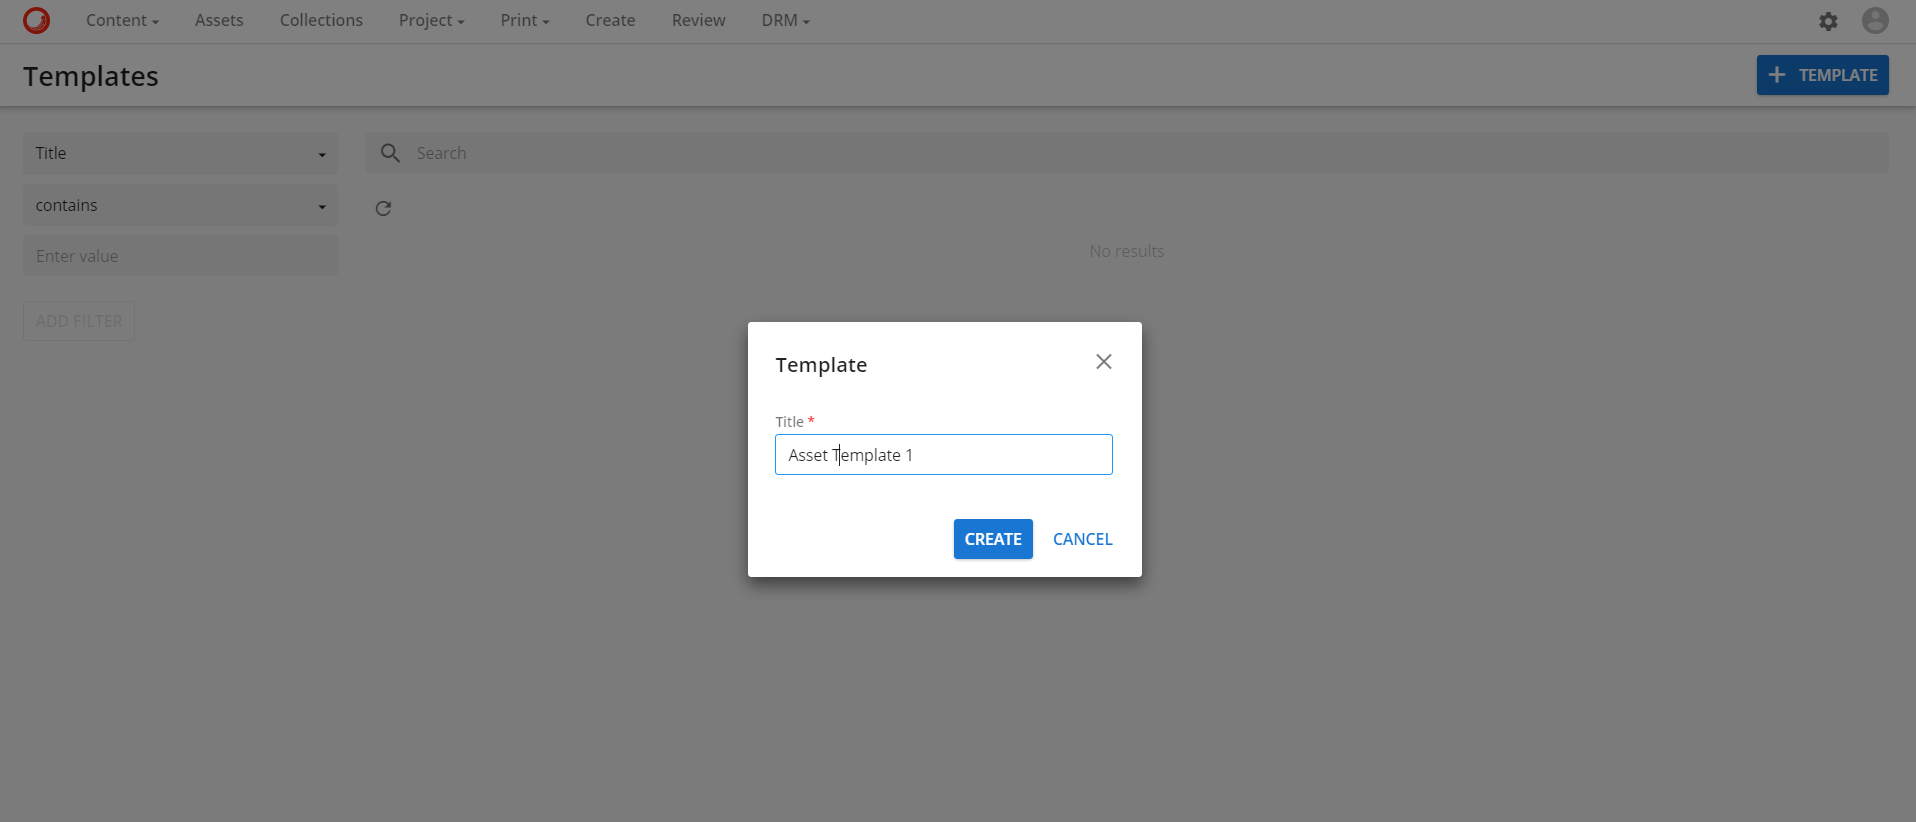 Content Assets Collections Project Print Create Review DRM
Templates
+ TEMPLATE
Title
Search
contains
Enter value
No results
ADD FILTER
Template
Title *
Asset Template 1
CREATE CANCEL